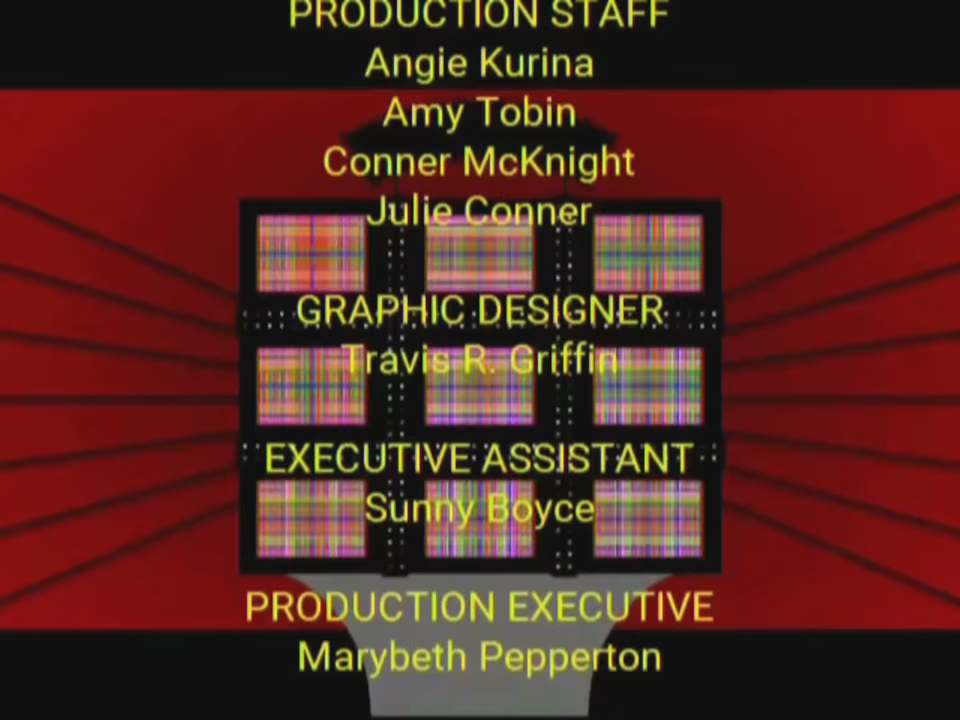 PRODUCTION STAFF
Angie Kurina
Amy Tobin
Conner McKnight
Julie Conner
GRAPHIC DESIGNER
Travis R. Griffin
EXECUTIVE ASSISTANT
Sunny Boyce
PRODUCTION EXECUTIVE
Marybeth Pepperton